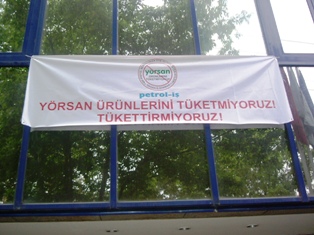 yörsan
petrol-iş
YÖRSAN ÜRÜNLERİNİ TÜKETMİYORUZ!
TÜKETTİRMİYORUZ!